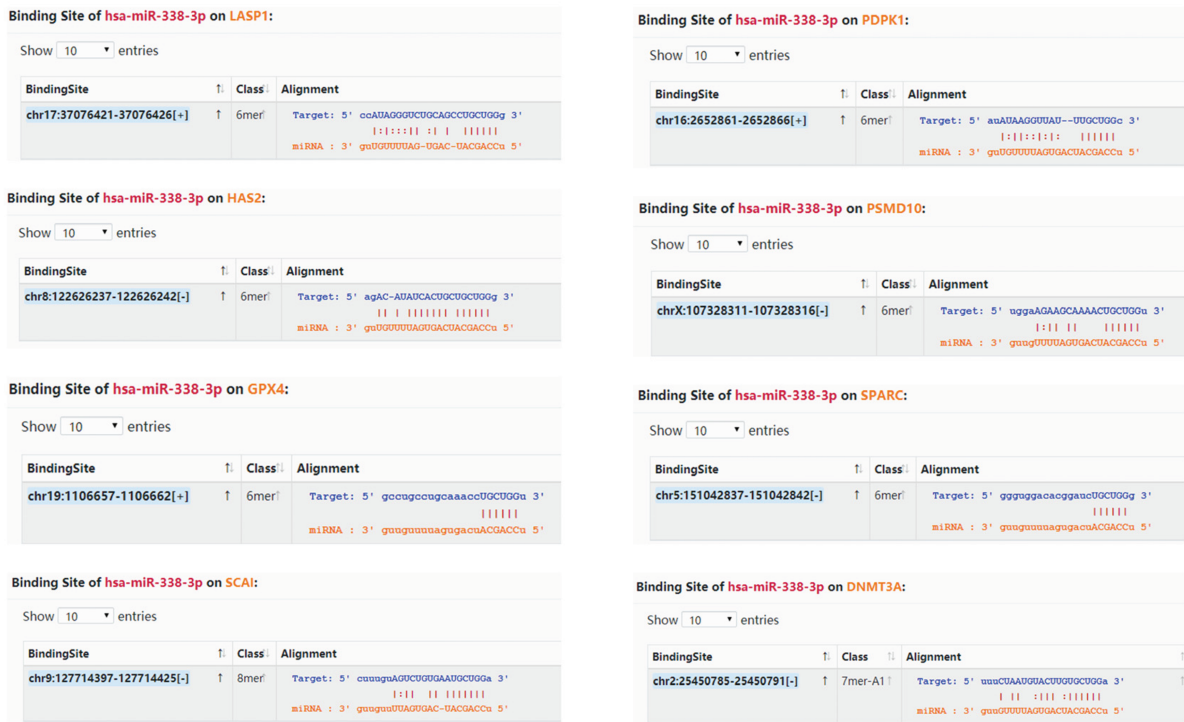 Binding Site of hsa-miR-338-3p on LASP1:
Show 10 entries
BindingSite Class Alignment
chr17:37076421-37076426[+] 6mer
Target: 5' ccAUAGGGUCUGCAGCCUGCUGGg 3'
|:|:::|| :| | ||||||
miRNA : 3' guUGUUUUAG-UGAC-UACGACCu 5'
Binding Site of hsa-miR-338-3p on HAS2:
Show 10 entries
BindingSite Class Alignment
chr8:122626237-122626242[-] 6mer
Target: 5' agAC-AUAUCACUGCUGCUGGg 3'
|| | ||||||| ||||||
miRNA : 3' guUGUUUUAGUGACUACGACCu 5'
Binding Site of hsa-miR-338-3p on GPX4:
Show 10 entries
BindingSite Class Alignment
chr19:1106657-1106662[+] 6mer
Target: 5' gccugccugcaaaccUGCUGGu 3'
||||||
miRNA : 3' guuguuuuagugacuACGACCu 5'
Binding Site of hsa-miR-338-3p on SCAI:
Show 10 entries
BindingSite Class Alignment
chr9:127714397-127714425[-] 8mer
Target: 5' cuuuguAGUCUGUGAAUGCUGGa 3'
|:|| || |||||||
miRNA : 3' guuguuUUAGUGAC-UACGACCu 5'
Binding Site of hsa-miR-338-3p on PDPK1:
Show 10 entries
BindingSite Class Alignment
chr16:2652861-2652866[+] 6mer
Target: 5' auAUAAGGUUAU--UUGCUGGc 3'
|:||::|:|: ||||||
miRNA : 3' guUGUUUUAGUGACUACGACCu 5'
Binding Site of hsa-miR-338-3p on PSMD10:
Show 10 entries
BindingSite Class Alignment
chrX:107328311-107328316[-] 6mer
Target: 5' uggaAGAAGCAAAACUGCUGGu 3'
|:|| || ||||||
miRNA : 3' guugUUUUAGUGACUACGACCu 5'
Binding Site of hsa-miR-338-3p on SPARC:
Show 10 entries
BindingSite Class Alignment
chr5:151042837-151042842[-] 6mer
Target: 5' ggguggacacggaucUGCUGGg 3'
||||||
miRNA : 3' guuguuuuagugacuACGACCu 5'
Binding Site of hsa-miR-338-3p on DNMT3A:
Show 10 entries
BindingSite Class Alignment
chr2:25450785-25450791[-] 7mer-A1
Target: 5' uuuCUAAUGUACUUGUGCUGGa 3'
| || :||| :||||||
miRNA : 3' guuGUUUUAGUGACUACGACCu 5'